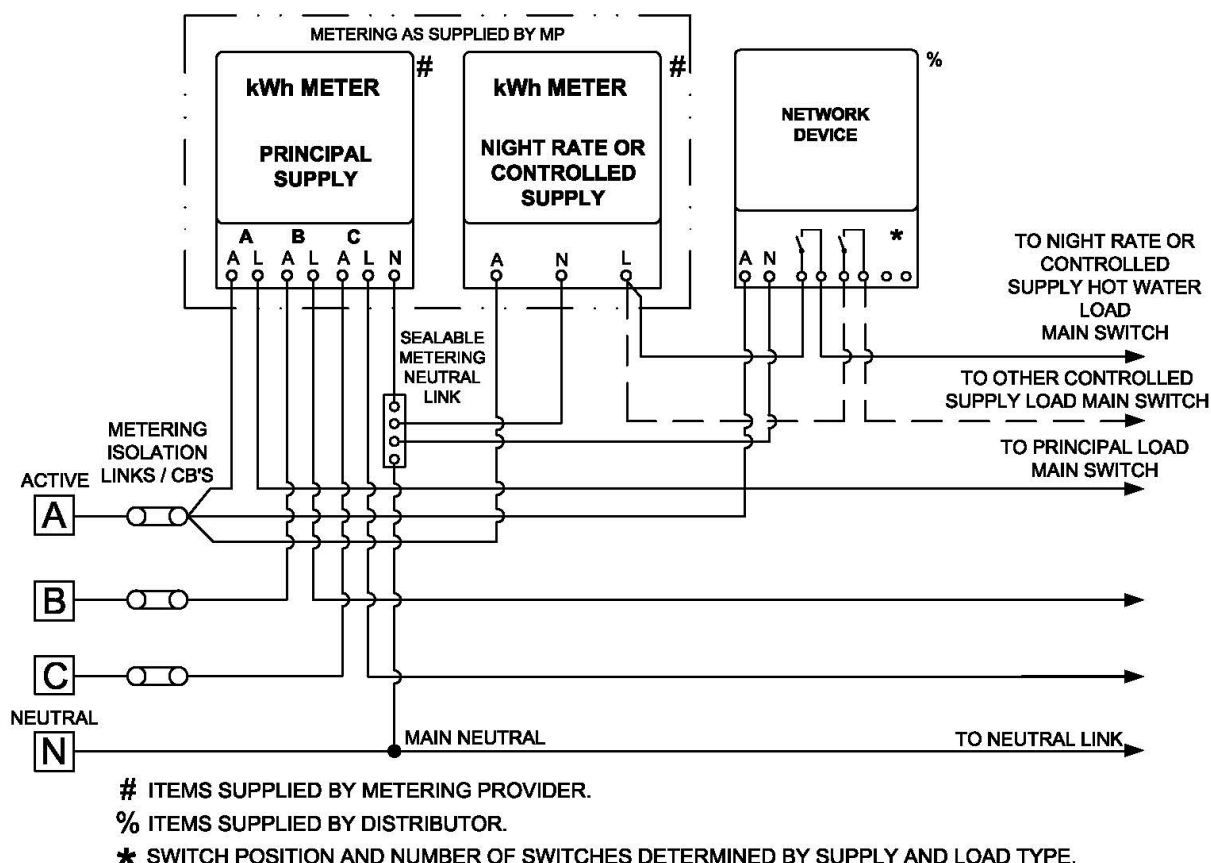 METERING AS SUPPLIED BY MP
kWh METER
PRINCIPAL
SUPPLY
#
A B C
A L A L A L N
kWh METER
NIGHT RATE OR
CONTROLLED
SUPPLY
#
A N L
NETWORK
DEVICE
%
*
A N
TO NIGHT RATE OR
CONTROLLED
SUPPLY HOT WATER
LOAD
MAIN SWITCH
SEALABLE
METERING
NEUTRAL
LINK
TO OTHER CONTROLLED
SUPPLY LOAD MAIN SWITCH
TO PRINCIPAL LOAD
MAIN SWITCH
METERING
ISOLATION
LINKS / CB'S
ACTIVE
A
B
C
NEUTRAL
N
MAIN NEUTRAL
TO NEUTRAL LINK
# ITEMS SUPPLIED BY METERING PROVIDER.
% ITEMS SUPPLIED BY DISTRIBUTOR.
* SWITCH POSITION AND NUMBER OF SWITCHES DETERMINED BY SUPPLY AND LOAD TYPE.